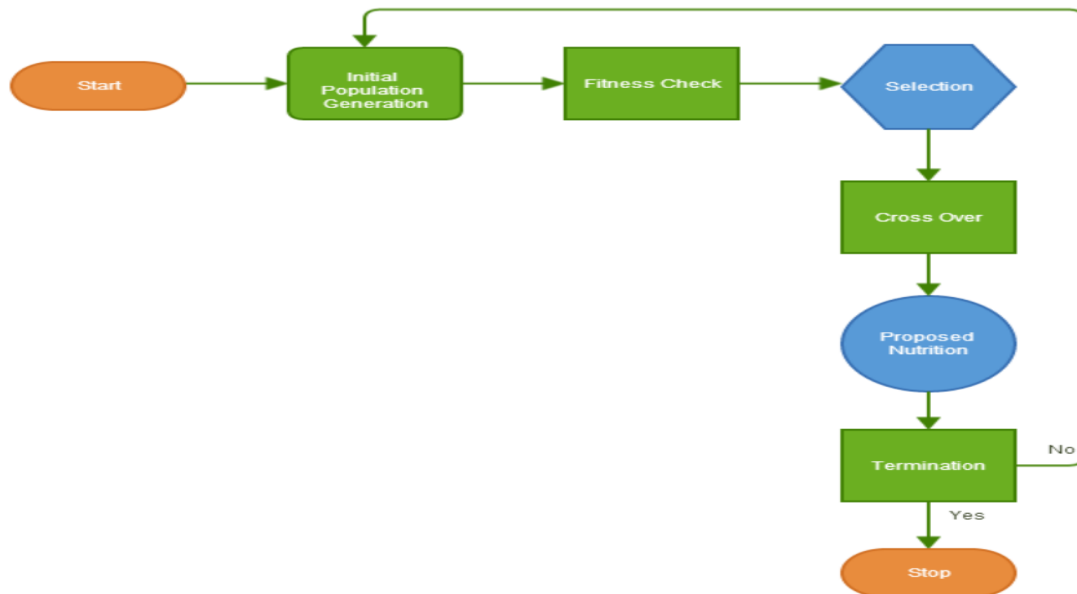 Start
Initial
Population
Generation
Fitness Check
Selection
Cross Over
Proposed
Nutrition
Termination
No
Yes
Stop